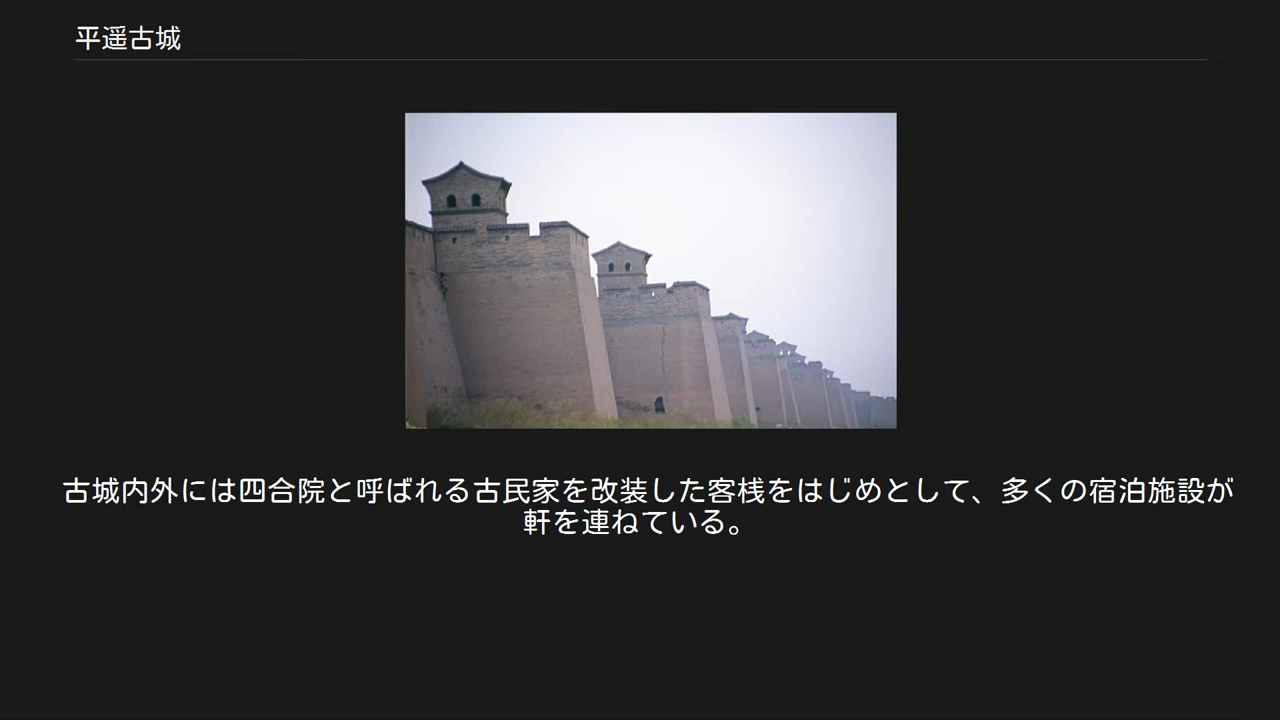 平遥古城
古城内外には四合院と呼ばれる古民家を改装した客桟をはじめとして、多くの宿泊施設が
軒を連ねている。